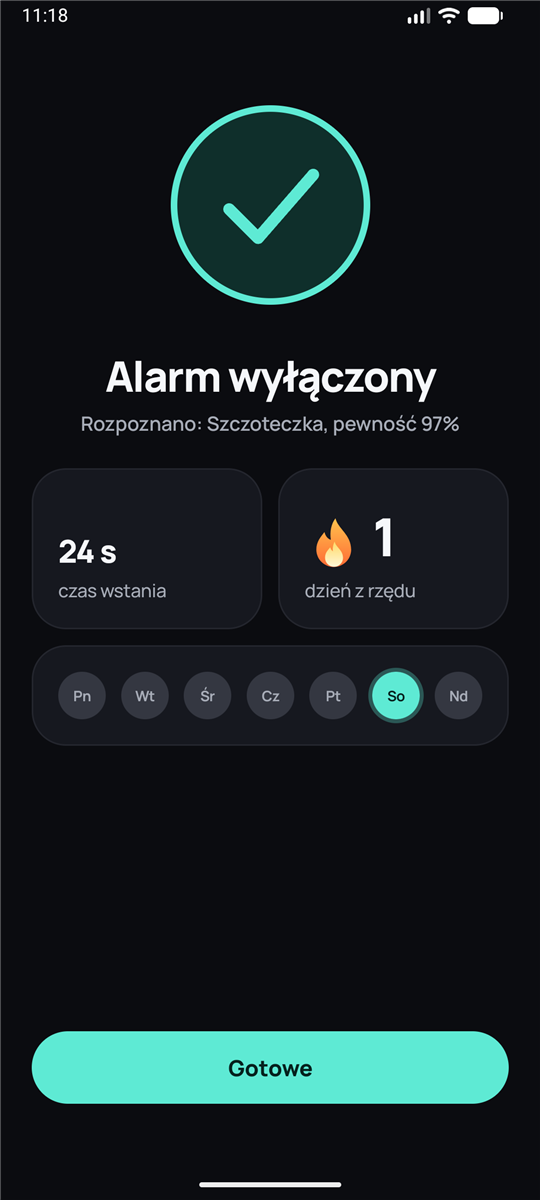 11:18
Alarm wyłączony
Rozpoznano: Szczoteczka, pewność 97%
24 s
czas wstania
1
dzień z rzędu
Pn Wt Śr Cz Pt So Nd
Gotowe